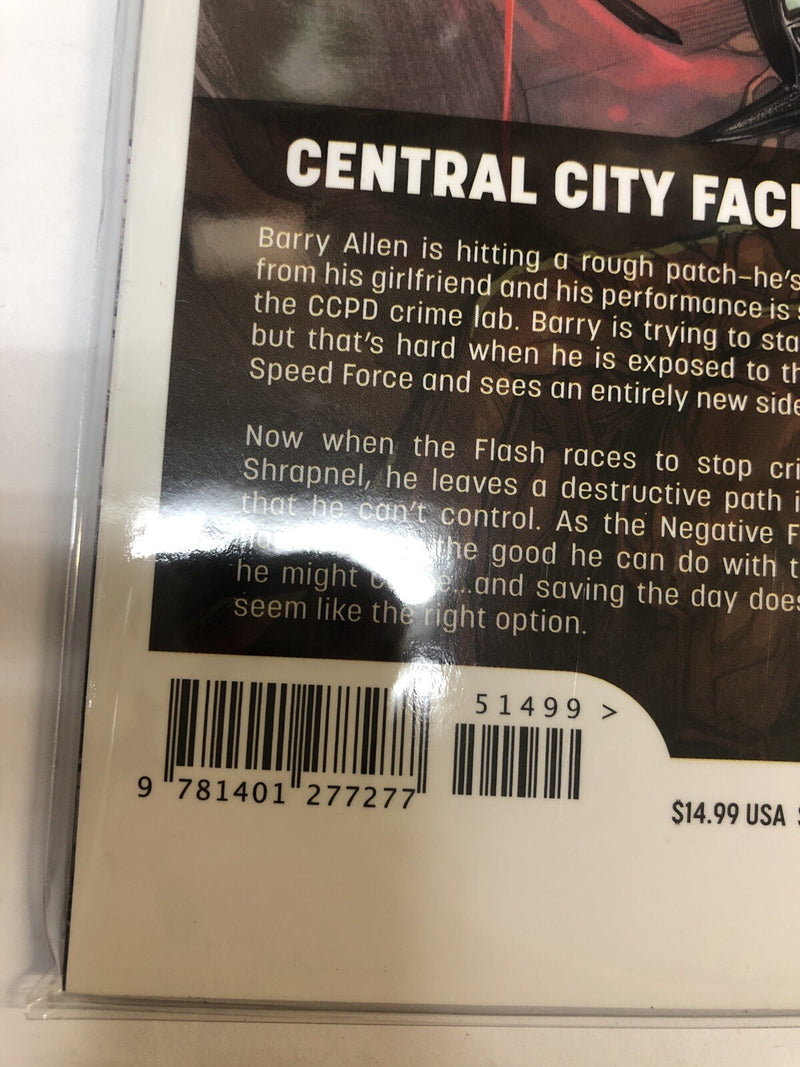 CENTRAL CITY FAC
Barry Allen is hitting a rough patch–he's
from his girlfriend and his performance is
the CCPD crime lab. Barry is trying to sta
but that's hard when he is exposed to th
Speed Force and sees an entirely new side
Now when the Flash races to stop cri
Shrapnel, he leaves a destructive path i
that he can't control. As the Negative F
the good he can do with t
he might and saving the day does
seem like the right option.
51499 >
9 781401 277277
$14.99 USA